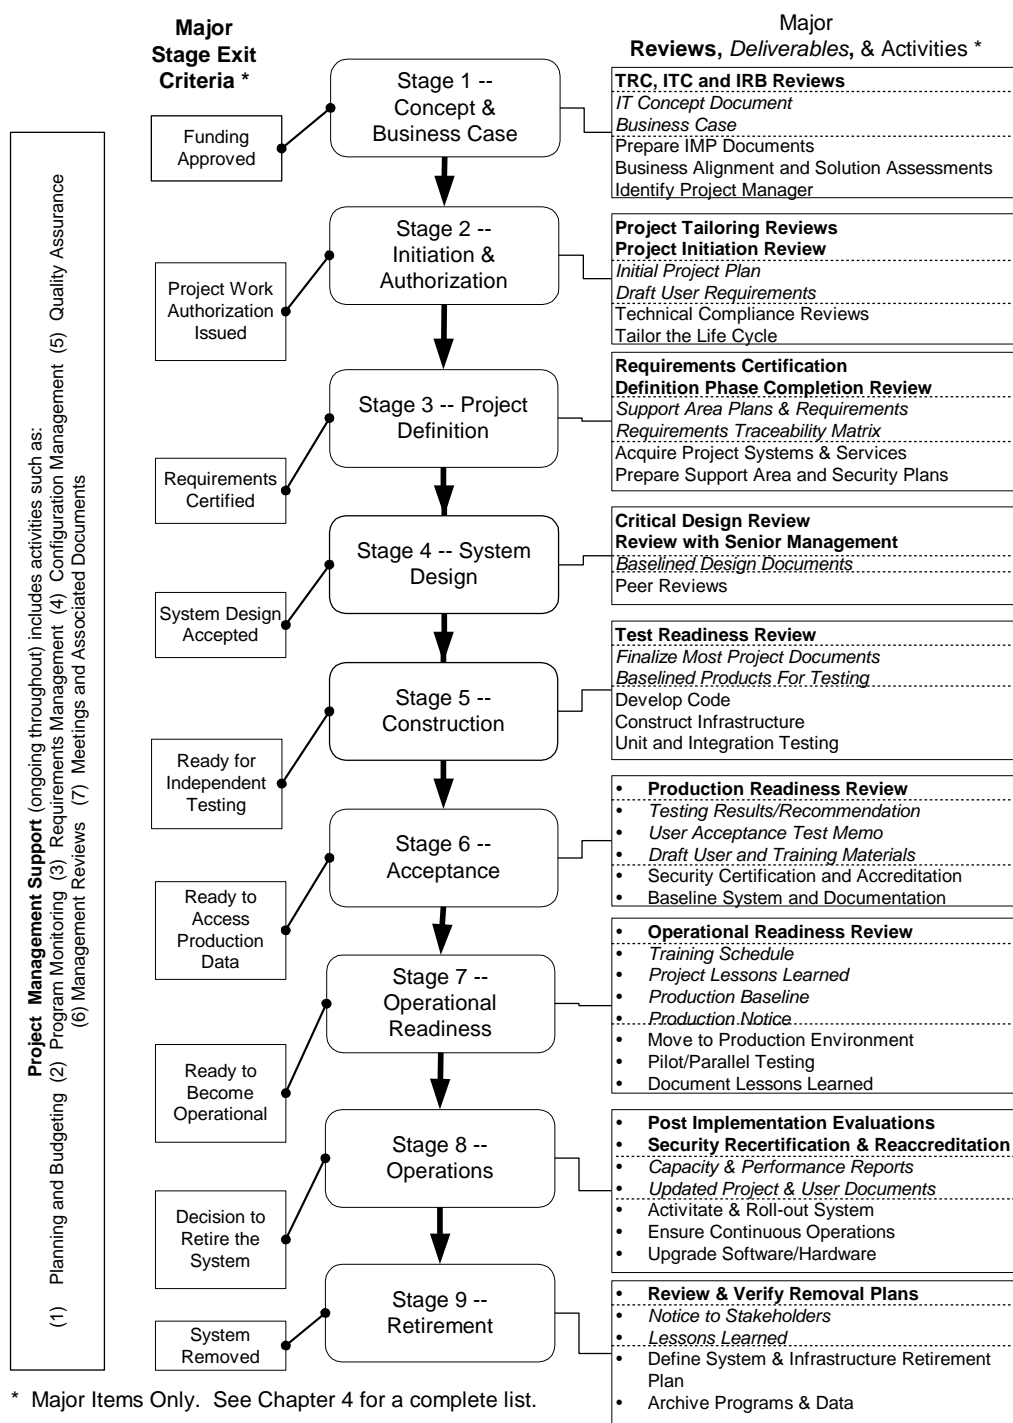 Major
Stage Exit
Criteria *
Major
Reviews, Deliverables, & Activities *
Project Management Support (ongoing throughout) includes activities such as:
(1) Planning and Budgeting (2) Program Monitoring (3) Requirements Management (4) Configuration Management (5) Quality Assurance
(6) Management Reviews (7) Meetings and Associated Documents
Funding
Approved
Stage 1 --
Concept &
Business Case
TRC, ITC and IRB Reviews
IT Concept Document
Business Case
Prepare IMP Documents
Business Alignment and Solution Assessments
Identify Project Manager
Project Work
Authorization
Issued
Stage 2 --
Initiation &
Authorization
Project Tailoring Reviews
Project Initiation Review
Initial Project Plan
Draft User Requirements
Technical Compliance Reviews
Tailor the Life Cycle
Requirements
Certified
Stage 3 -- Project
Definition
Requirements Certification
Definition Phase Completion Review
Support Area Plans & Requirements
Requirements Traceability Matrix
Acquire Project Systems & Services
Prepare Support Area and Security Plans
System Design
Accepted
Stage 4 -- System
Design
Critical Design Review
Review with Senior Management
Baselined Design Documents
Peer Reviews
Ready for
Independent
Testing
Stage 5 --
Construction
Test Readiness Review
Finalize Most Project Documents
Baselined Products For Testing
Develop Code
Construct Infrastructure
Unit and Integration Testing
Ready to
Access
Production
Data
Stage 6 --
Acceptance
• Production Readiness Review
• Testing Results/Recommendation
• User Acceptance Test Memo
• Draft User and Training Materials
• Security Certification and Accreditation
• Baseline System and Documentation
Ready to
Become
Operational
Stage 7 --
Operational
Readiness
• Operational Readiness Review
• Training Schedule
• Project Lessons Learned
• Production Baseline
• Production Notice
• Move to Production Environment
• Pilot/Parallel Testing
• Document Lessons Learned
Decision to
Retire the
System
Stage 8 --
Operations
• Post Implementation Evaluations
• Security Recertification & Reaccreditation
• Capacity & Performance Reports
• Updated Project & User Documents
• Activitate & Roll-out System
• Ensure Continuous Operations
• Upgrade Software/Hardware
System
Removed
Stage 9 --
Retirement
• Review & Verify Removal Plans
• Notice to Stakeholders
• Lessons Learned
• Define System & Infrastructure Retirement
Plan
• Archive Programs & Data
* Major Items Only. See Chapter 4 for a complete list.